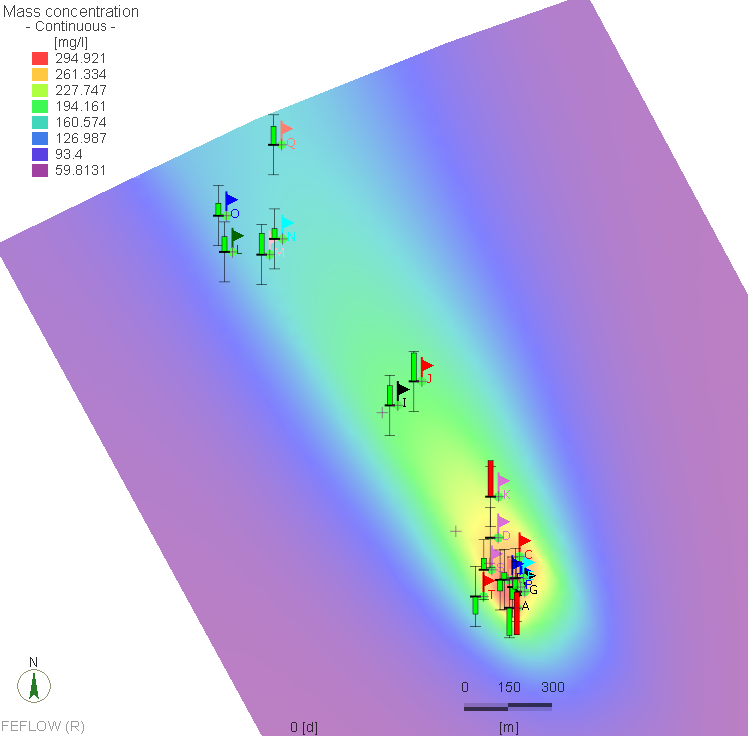 Mass concentration
- Continuous -
[mg/l]
294.921
261.334
227.747
194.161
160.574
126.987
93.4
59.8131
Q
O
N
L
J
I
K
D
C
S
T
G
A
N
0 150 300
FEFLOW (R)
0 [d]
[m]